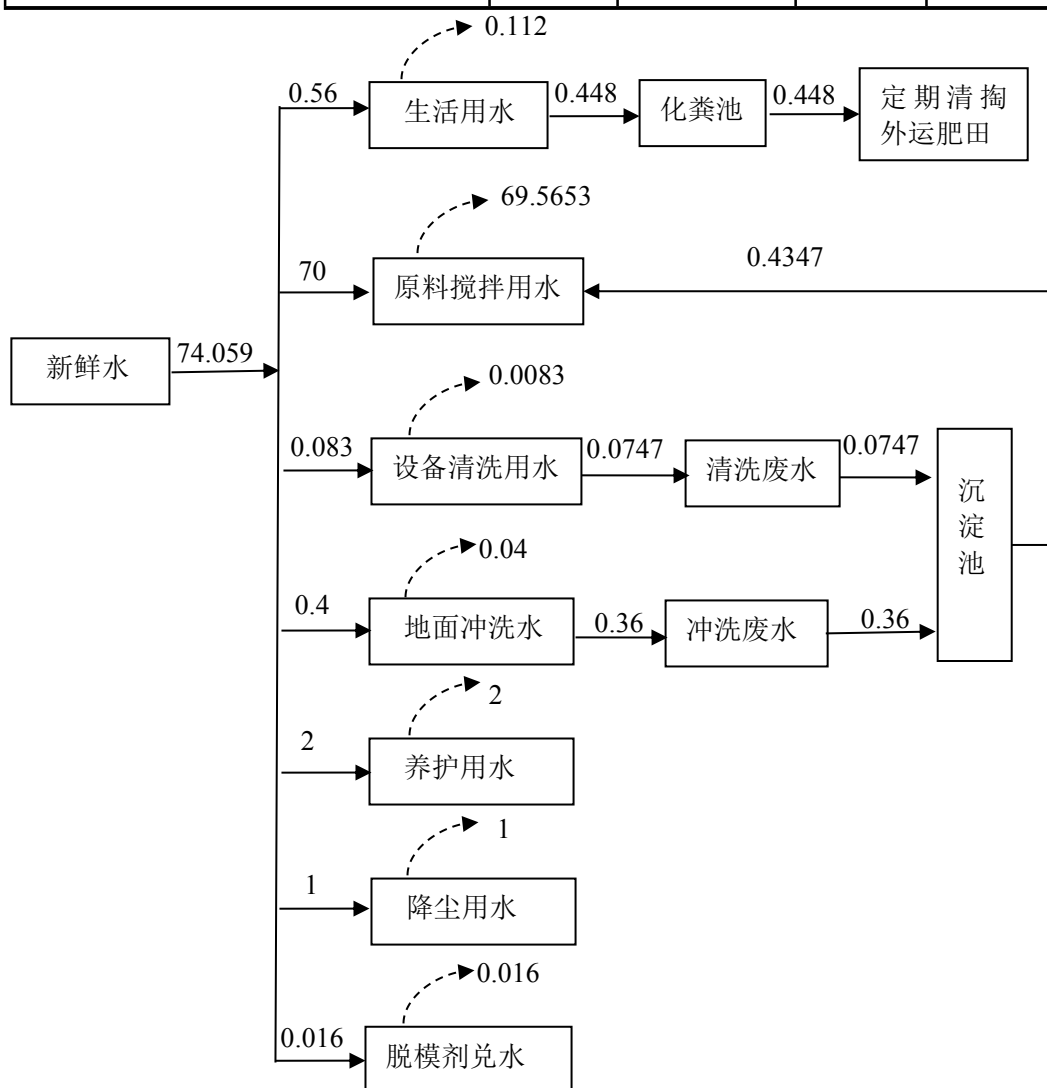 0.112
0.56
生活用水
0.448
化粪池
0.448
定期清掏
外运肥田
69.5653
70
原料搅拌用水
0.4347
新鲜水
74.059
0.0083
0.083
设备清洗用水
0.0747
清洗废水
0.0747
沉
淀
池
0.04
0.4
地面冲洗水
0.36
冲洗废水
0.36
2
2
养护用水
1
1
降尘用水
0.016
0.016
脱模剂兑水